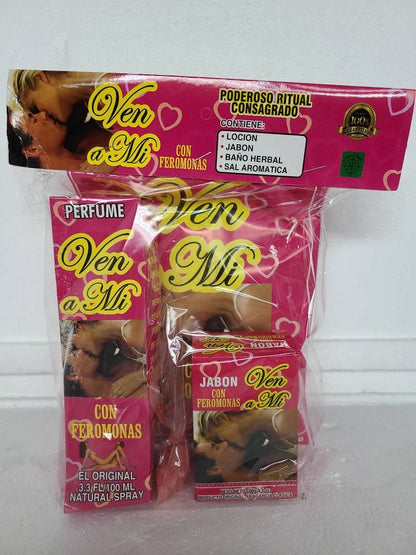 Ven
a Mi
CON
FEROMONAS
PODEROSO RITUAL
CONSAGRADO
CONTIENE:
• LOCION
• JABON
• BAÑO HERBAL
• SAL AROMATICA
100%
PERFUME
Ven
a Mi
CON
FEROMONAS
EL ORIGINAL
3.3 FL/100 ML
NATURAL SPRAY
Ven
Mi
JABON
JABON
CON
FEROMONAS
Ven
a Mi